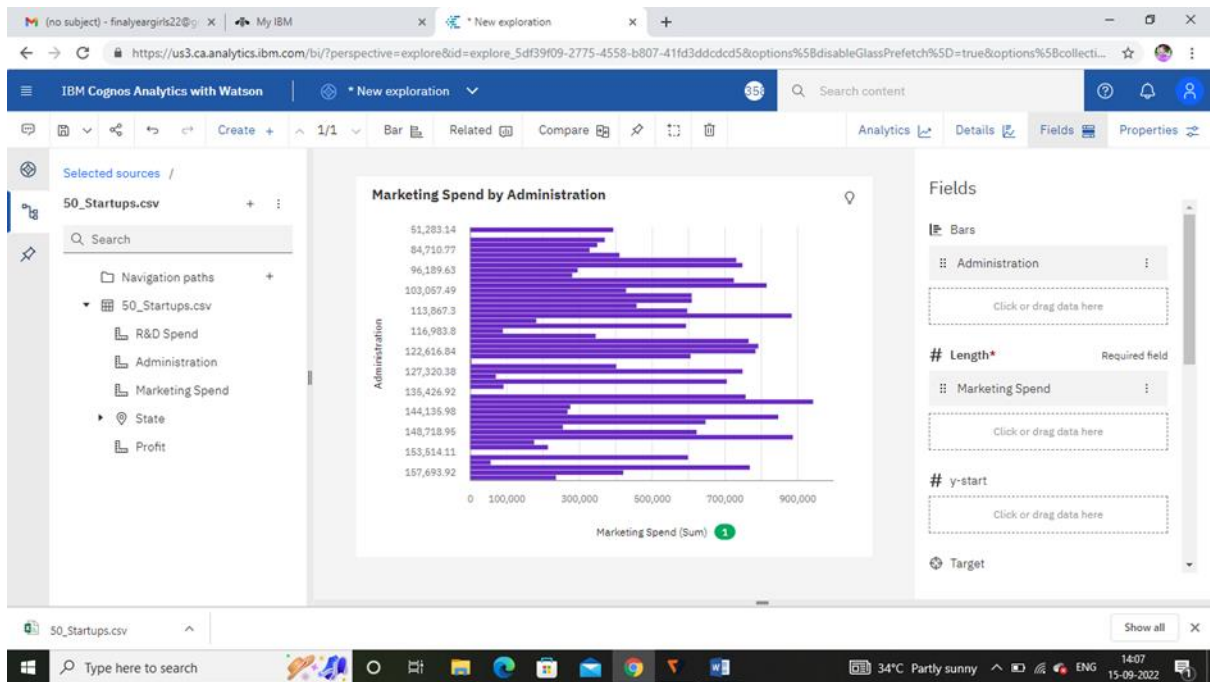 (no subject) - finalyeargirls22@g
My IBM
* New exploration
https://us3.ca.analytics.ibm.com/bi/?perspective=explore&id=explore_5df39f09-2775-4558-b807-41fd3ddcdcd5&options%5BdisableGlassPrefetch%5D=true&options%5Bcollecti...
IBM Cognos Analytics with Watson
* New exploration
Search content
Create +
1/1
Bar
Related
Compare
Analytics
Details
Fields
Properties
Selected sources /
50_Startups.csv
Search
Navigation paths
50_Startups.csv
R&D Spend
Administration
Marketing Spend
State
Profit
Marketing Spend by Administration
Administration
51,283.14
84,710.77
96,189.63
103,057.49
113,867.3
116,983.8
122,616.84
127,320.38
135,426.92
144,135.98
148,718.95
153,514.11
157,693.92
0 100,000 300,000 500,000 700,000 900,000
Marketing Spend (Sum) 1
Fields
Bars
Administration
Click or drag data here
# Length* Required field
Marketing Spend
Click or drag data here
# y-start
Click or drag data here
Target
50_Startups.csv
Show all
Type here to search
34°C Partly sunny
ENG
14:07
15-09-2022